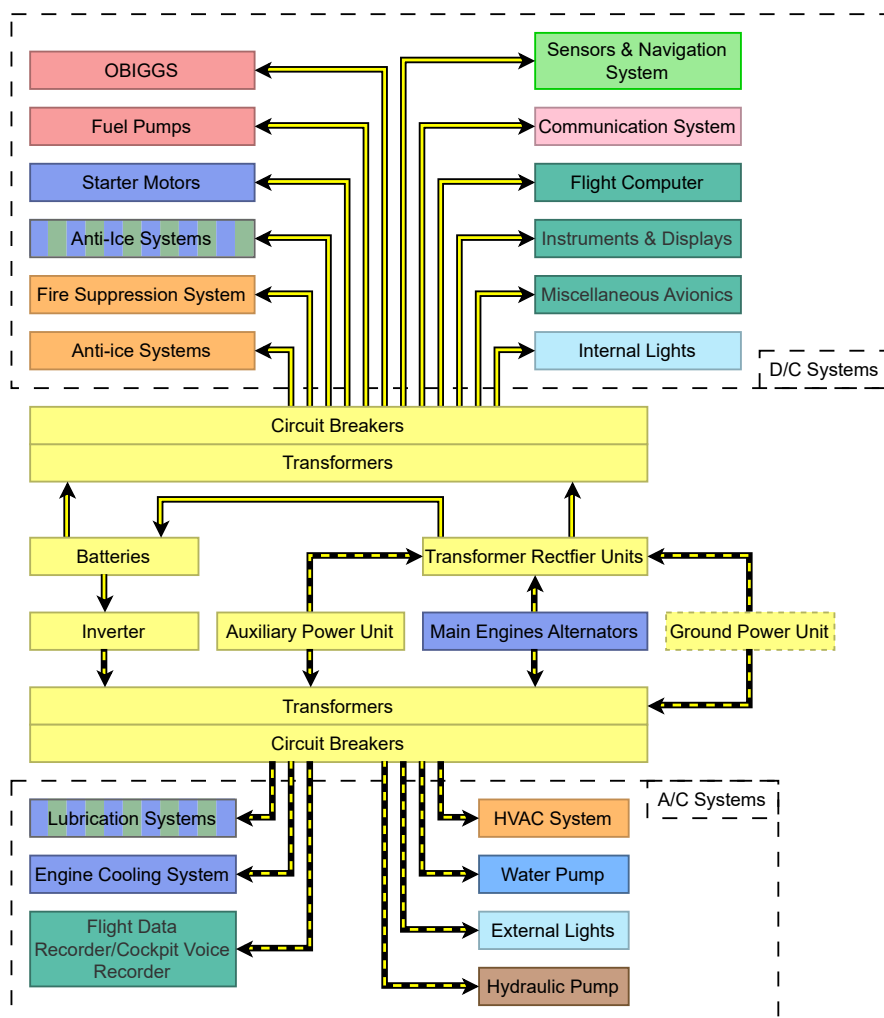 OBIGGS
Sensors & Navigation
System
Fuel Pumps
Communication System
Starter Motors
Flight Computer
Anti-Ice Systems
Instruments & Displays
Fire Suppression System
Miscellaneous Avionics
Anti-ice Systems
Internal Lights
D/C Systems
Circuit Breakers
Transformers
Batteries
Transformer Rectfier Units
Inverter
Auxiliary Power Unit
Main Engines Alternators
Ground Power Unit
Transformers
Circuit Breakers
A/C Systems
Lubrication Systems
HVAC System
Engine Cooling System
Water Pump
Flight Data
Recorder/Cockpit Voice
Recorder
External Lights
Hydraulic Pump